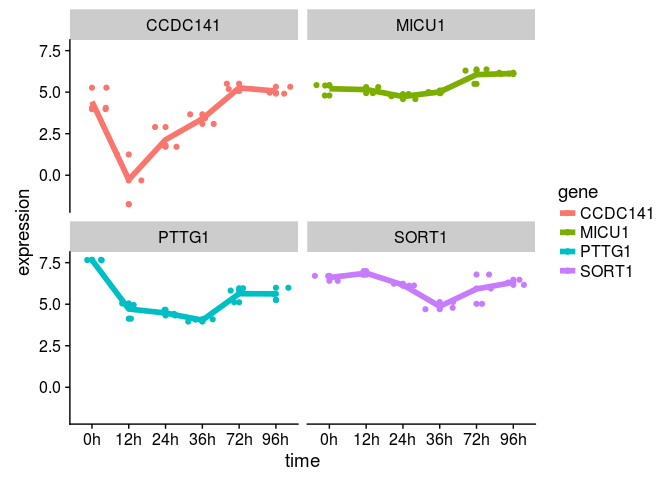 CCDC141
MICU1
7.5
5.0
2.5
0.0
expression
PTTG1
SORT1
7.5
5.0
2.5
0.0
0h 12h 24h 36h 72h 96h
0h 12h 24h 36h 72h 96h
time
gene
CCDC141
MICU1
PTTG1
SORT1